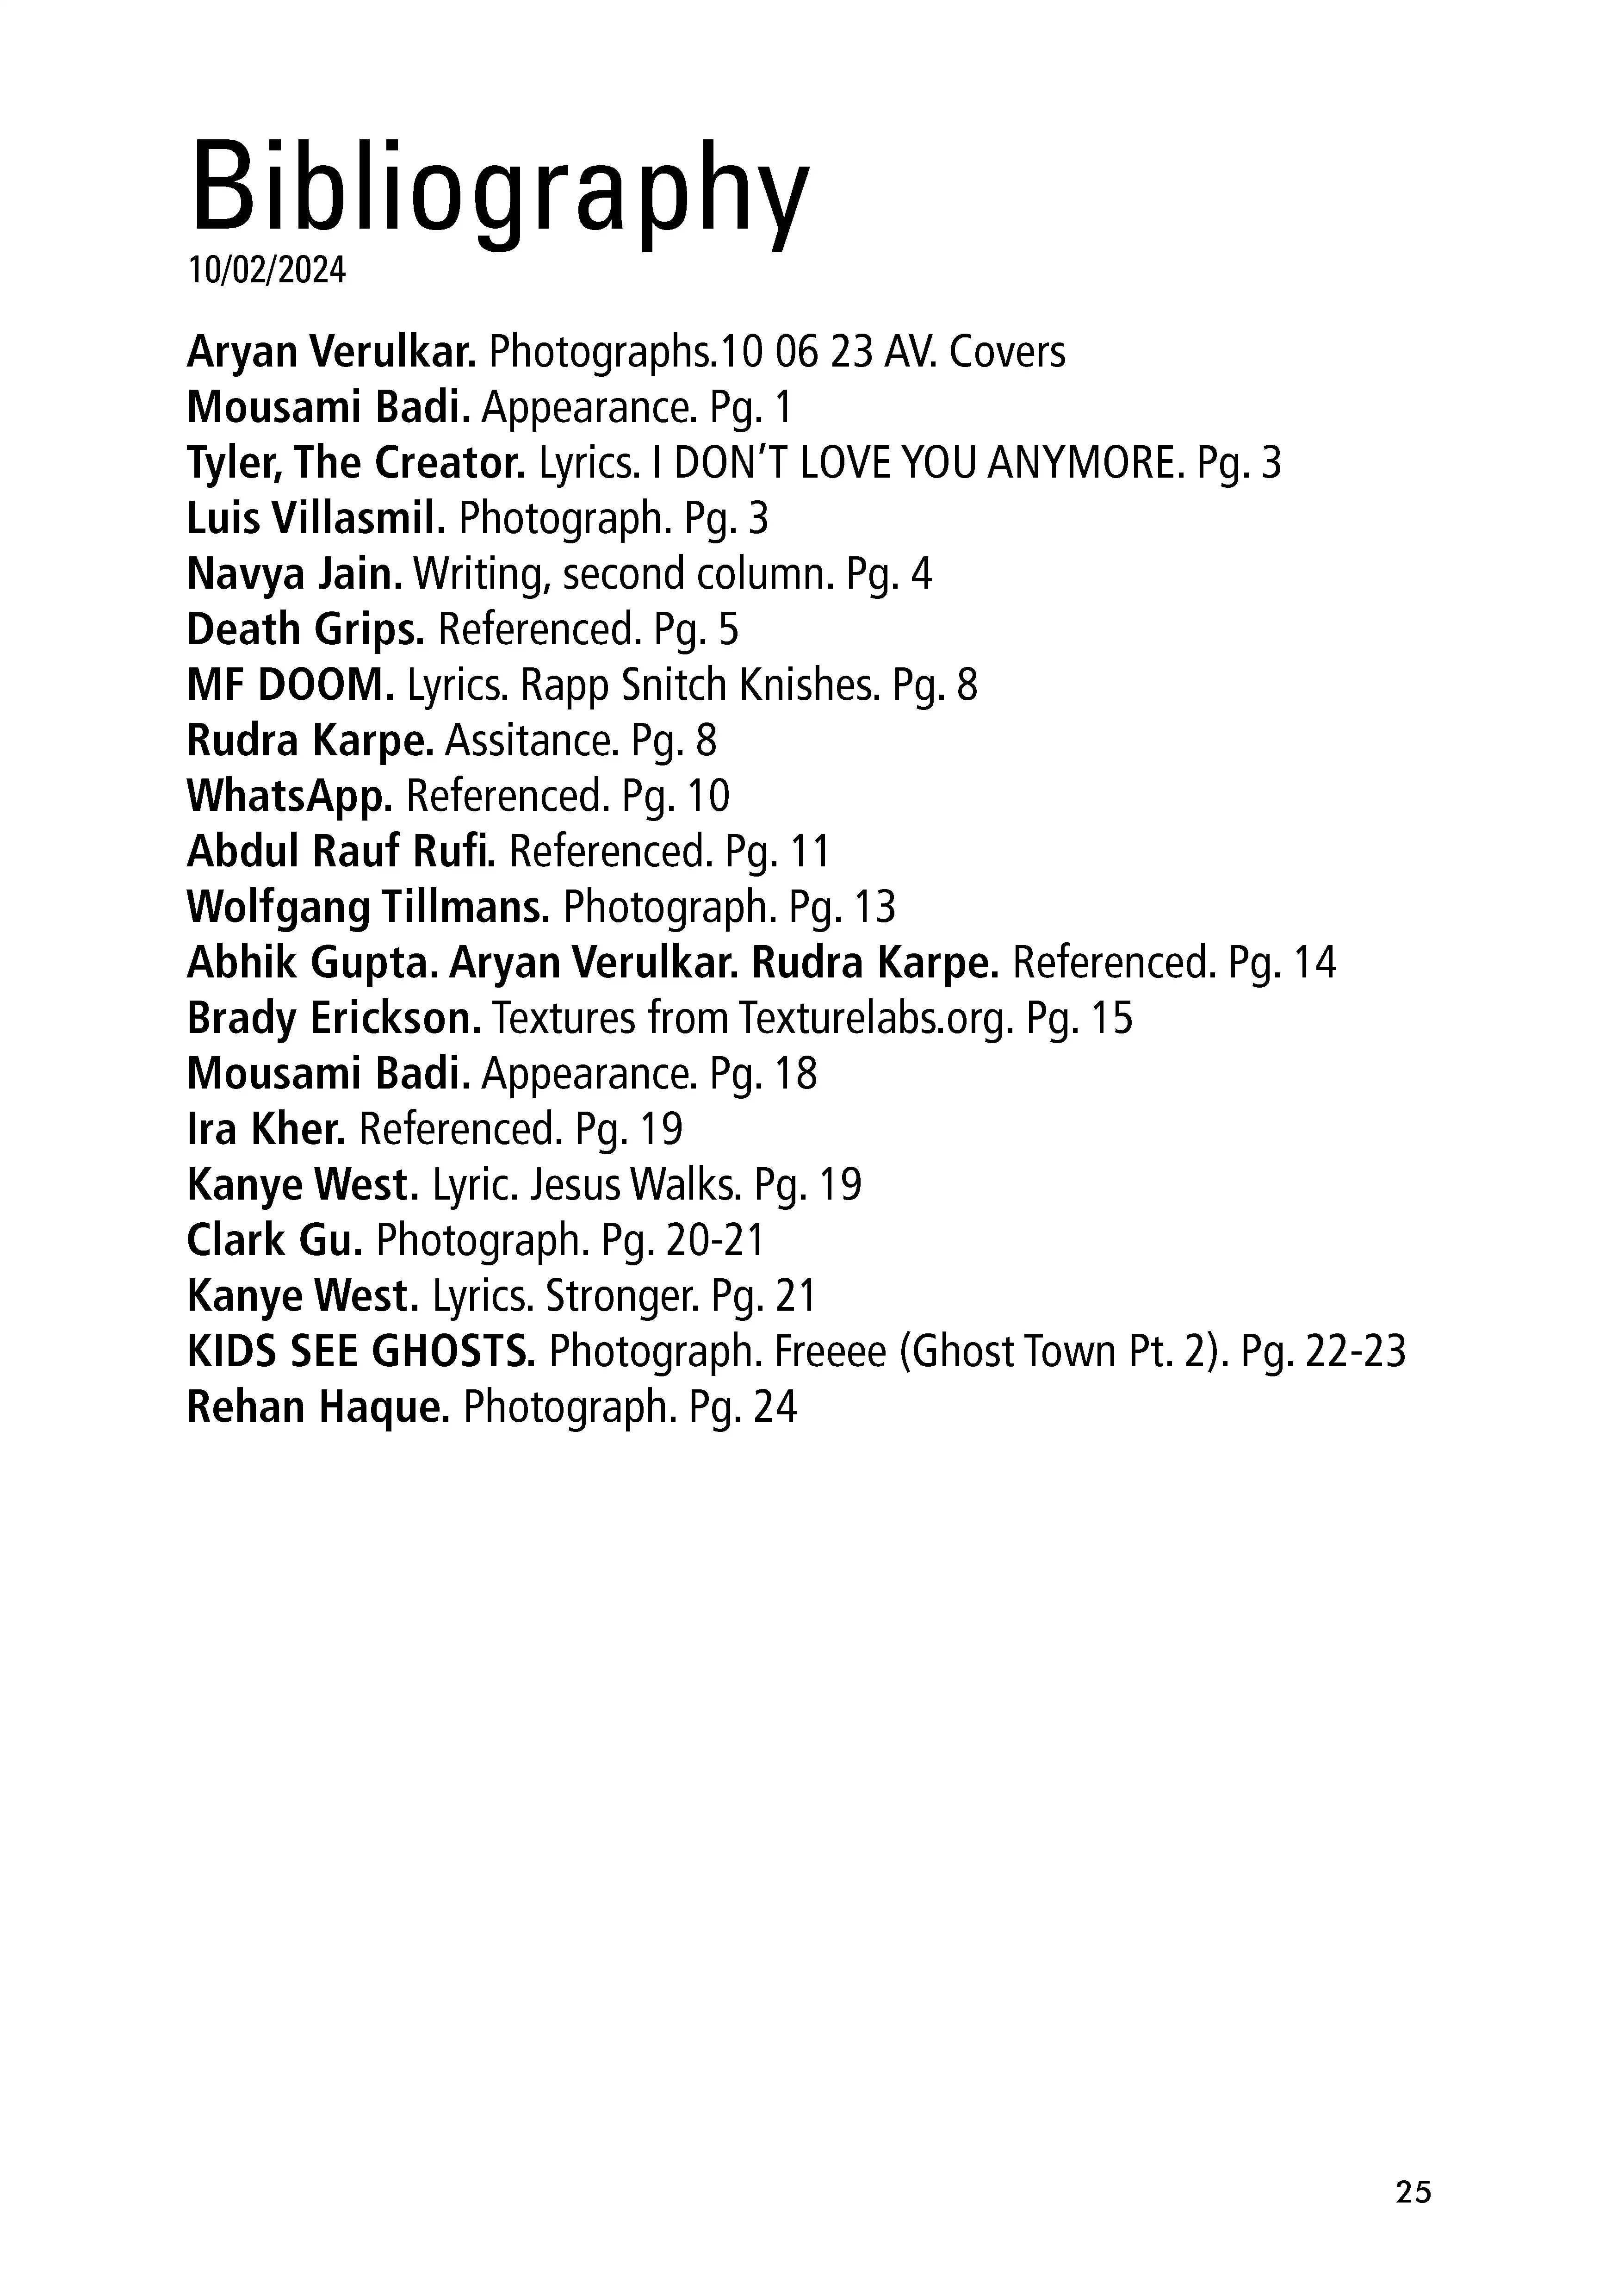 Bibliography
10/02/2024
Aryan Verulkar. Photographs.10 06 23 AV. Covers
Mousami Badi. Appearance. Pg. 1
Tyler, The Creator. Lyrics. I DON’T LOVE YOU ANYMORE. Pg. 3
Luis Villasmil. Photograph. Pg. 3
Navya Jain. Writing, second column. Pg. 4
Death Grips. Referenced. Pg. 5
MF DOOM. Lyrics. Rapp Snitch Knishes. Pg. 8
Rudra Karpe. Assitance. Pg. 8
WhatsApp. Referenced. Pg. 10
Abdul Rauf Rufi. Referenced. Pg. 11
Wolfgang Tillmans. Photograph. Pg. 13
Abhik Gupta. Aryan Verulkar. Rudra Karpe. Referenced. Pg. 14
Brady Erickson. Textures from Texturelabs.org. Pg. 15
Mousami Badi. Appearance. Pg. 18
Ira Kher. Referenced. Pg. 19
Kanye West. Lyric. Jesus Walks. Pg. 19
Clark Gu. Photograph. Pg. 20-21
Kanye West. Lyrics. Stronger. Pg. 21
KIDS SEE GHOSTS. Photograph. Freeee (Ghost Town Pt. 2). Pg. 22-23
Rehan Haque. Photograph. Pg. 24
25